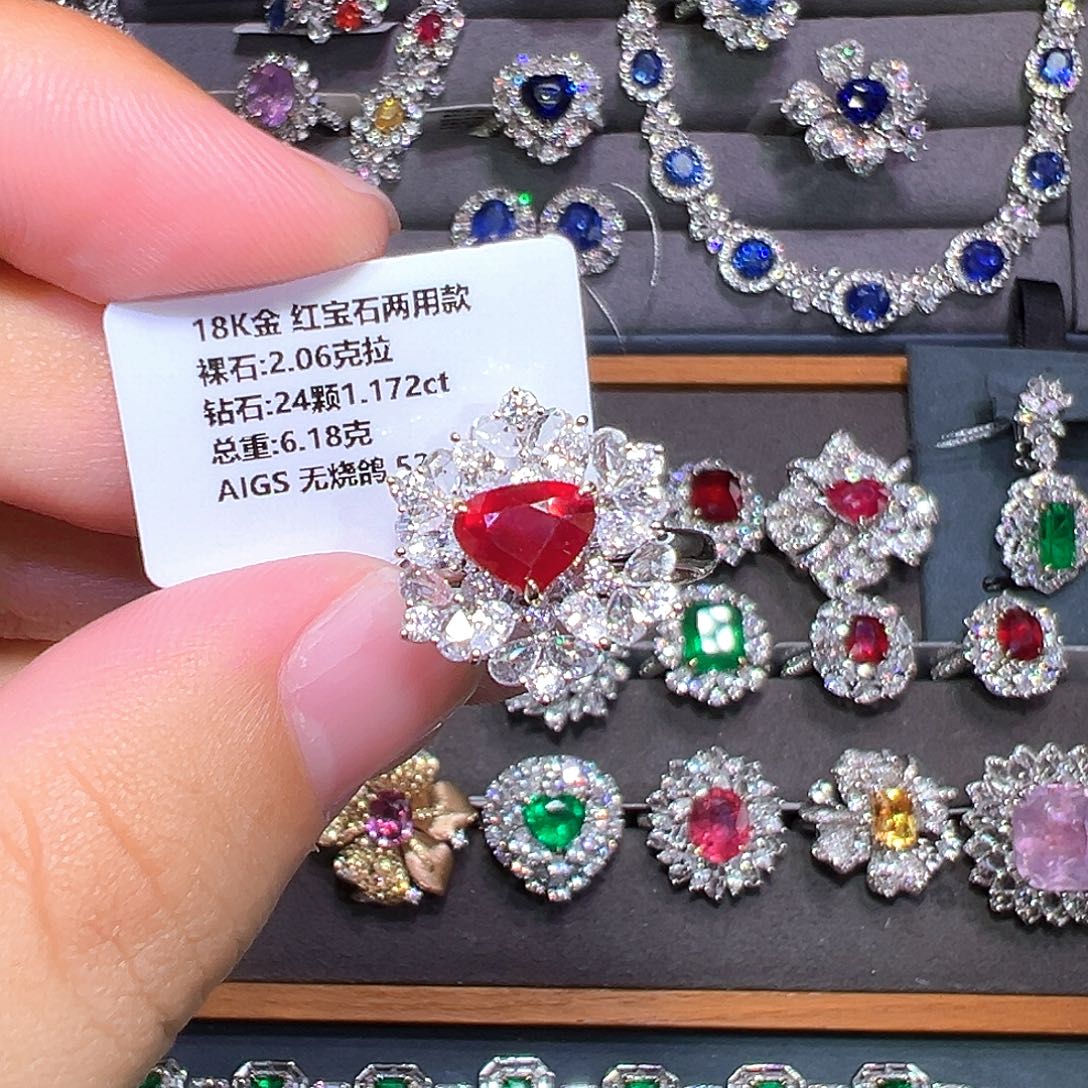 18K金 红宝石两用款
裸石:2.06克拉
钻石:24颗1.172ct
总重:6.18克
AIGS 无烧鸽